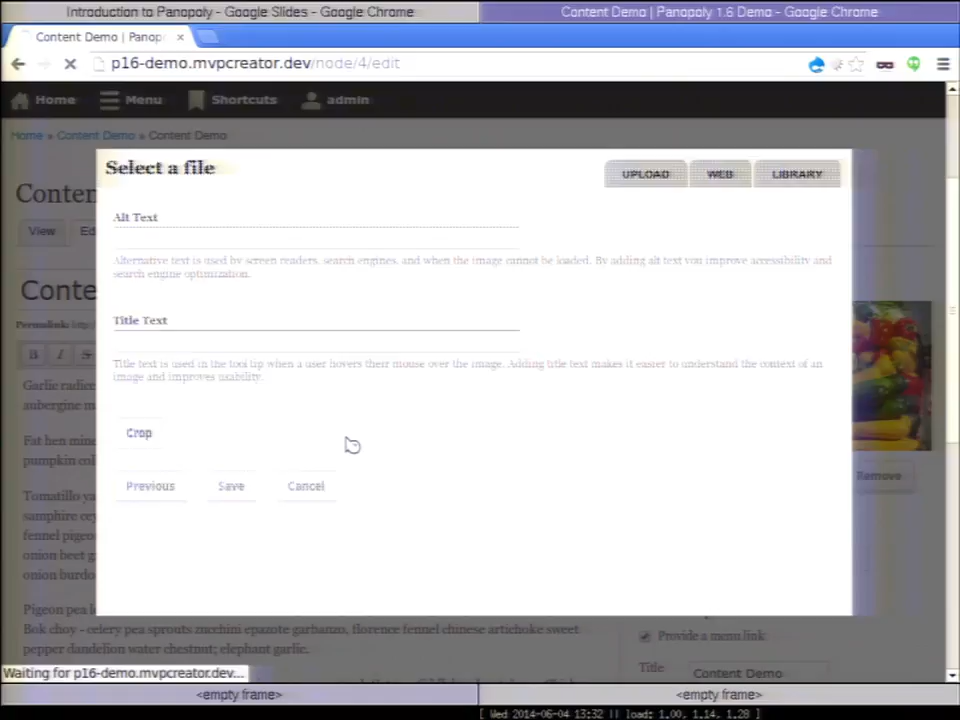 Introduction to Panopoly - Google Slides - Google Chrome
Content Demo | Panopoly 1.6 Demo - Google Chrome
Content Demo | Panop
p16-demo.mvpcreator.dev/node/4/edit
Home Menu Shortcuts admin
Home » Content Demo » Content Demo
Select a file
UPLOAD WEB LIBRARY
Conten
View Ed
Alt Text
Alternative text is used by screen readers, search engines, and when the image cannot be loaded. By adding alt text you improve accessibility and
search engine optimization.
Conte
Permalink: http:/
Title Text
B I S
Title text is used in the tool tip when a user hovers their mouse over the image. Adding title text makes it easier to understand the context of an
image and improves usability.
Garlic radicc
aubergine m
Crop
Fat hen mine
pumpkin col
Previous Save Cancel
Remove
Tomatillo ya
samphire cey
fennel pigeo
onion beet g
onion burdo
Pigeon pea l
Bok choy - celery pea sprouts zucchini epazote garbanzo, florence fennel chinese artichoke sweet
pepper dandelion water chestnut; elephant garlic.
Provide a menu link
Title
Content Demo
Waiting for p16-demo.mvpcreator.dev...
<empty frame>
<empty frame>
[ Wed 2014-06-04 13:32 || load: 1.00, 1.14, 1.28 ]